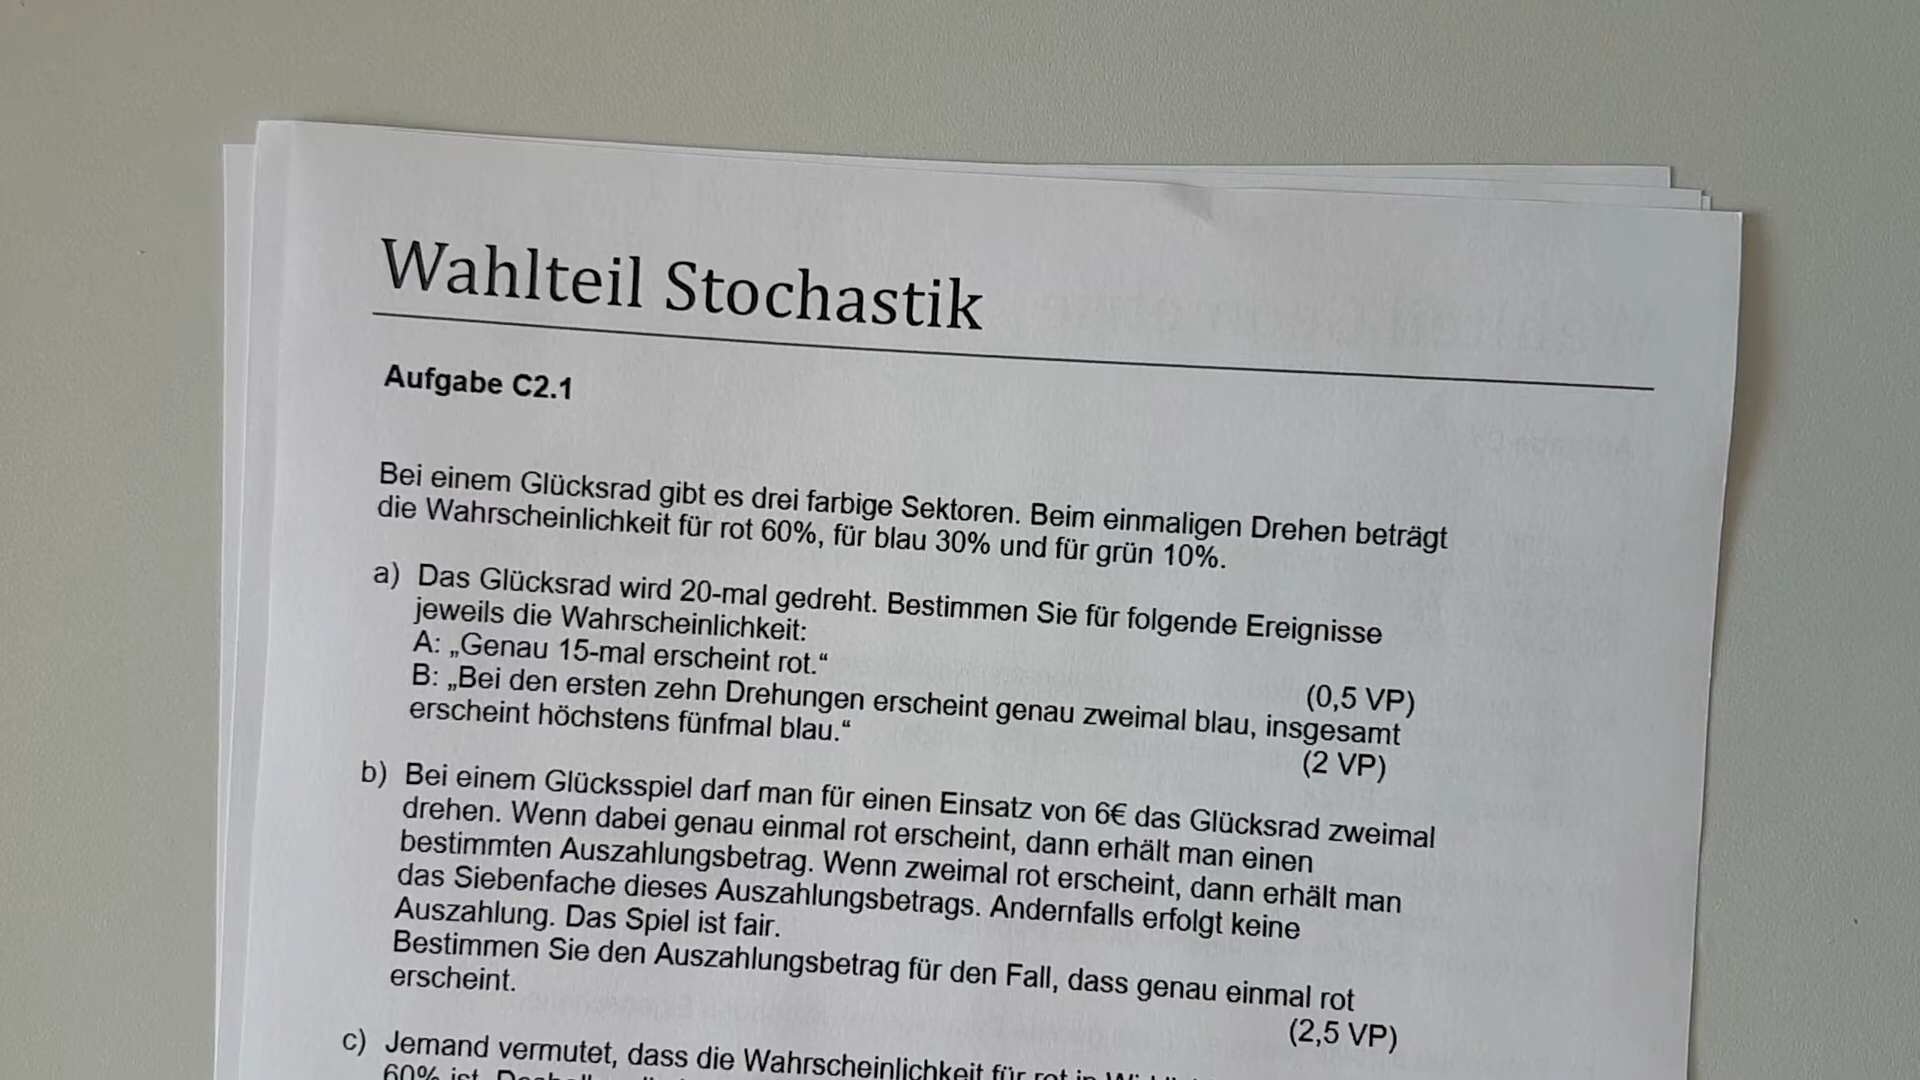 Wahlteil Stochastik
Aufgabe C2.1
Bei einem Glücksrad gibt es drei farbige Sektoren. Beim einmaligen Drehen beträgt
die Wahrscheinlichkeit für rot 60%, für blau 30% und für grün 10%.
a) Das Glücksrad wird 20-mal gedreht. Bestimmen Sie für folgende Ereignisse
jeweils die Wahrscheinlichkeit:
A: „Genau 15-mal erscheint rot.“
(0,5 VP)
B: „Bei den ersten zehn Drehungen erscheint genau zweimal blau, insgesamt
erscheint höchstens fünfmal blau.“
(2 VP)
b) Bei einem Glücksspiel darf man für einen Einsatz von 6€ das Glücksrad zweimal
drehen. Wenn dabei genau einmal rot erscheint, dann erhält man einen
bestimmten Auszahlungsbetrag. Wenn zweimal rot erscheint, dann erhält man
das Siebenfache dieses Auszahlungsbetrags. Andernfalls erfolgt keine
Auszahlung. Das Spiel ist fair.
Bestimmen Sie den Auszahlungsbetrag für den Fall, dass genau einmal rot
erscheint.
(2,5 VP)
c) Jemand vermutet, dass die Wahrscheinlichkeit für rot in
60% ist.